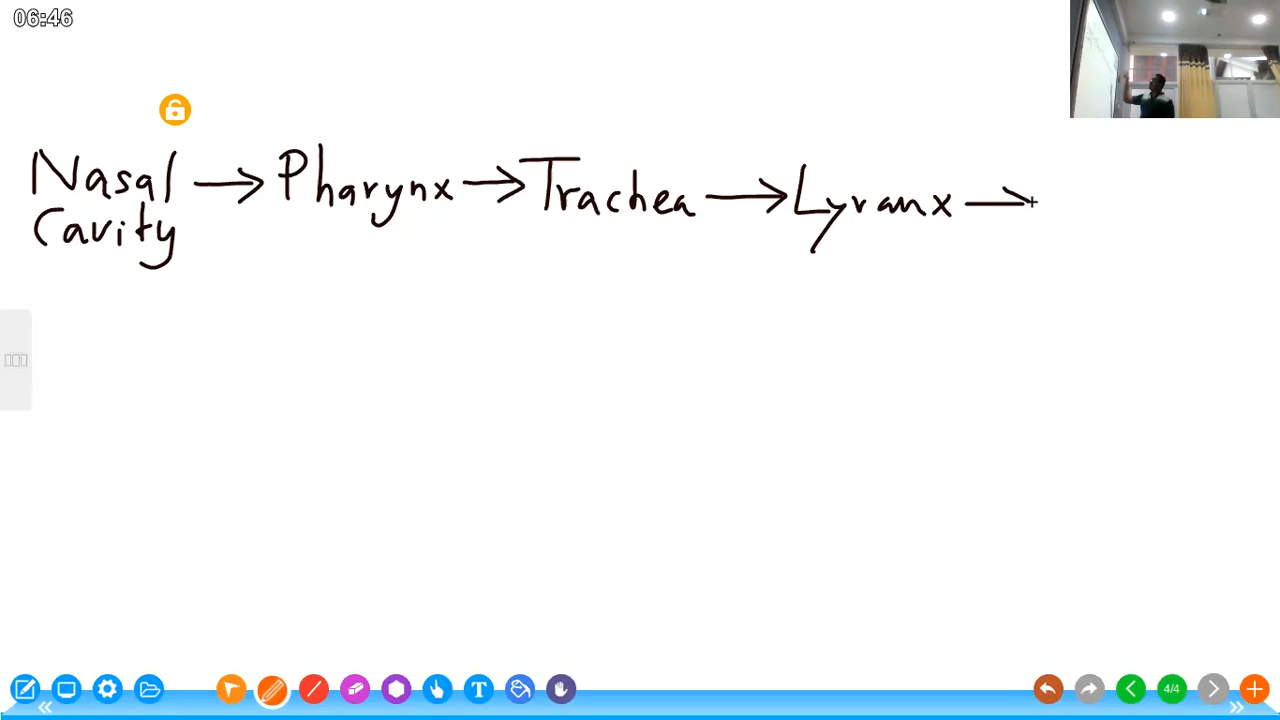 06:46
Nasal → Pharynx → Trachea → Lyranx →
Cavity
T
4/4